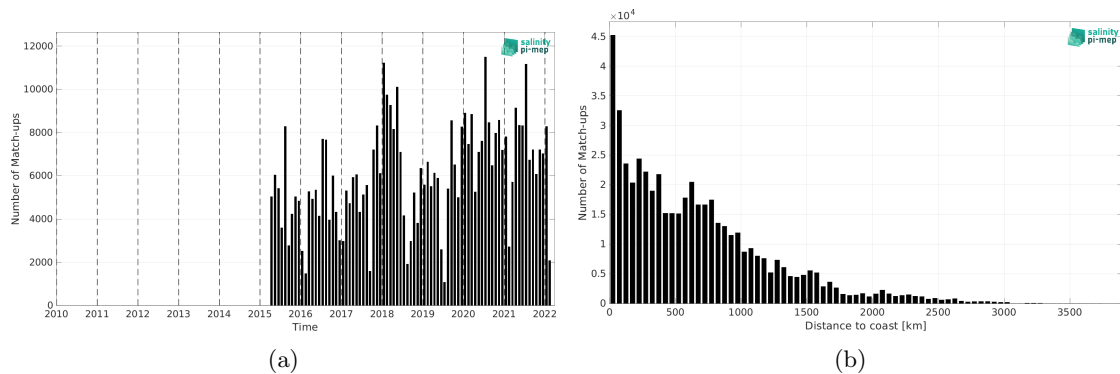 salinity
pi-mep
12000
10000
8000
6000
4000
2000
0
Number of Match-ups
2010 2011 2012 2013 2014 2015 2016 2017 2018 2019 2020 2021 2022
Time
(a)
×10⁴
salinity
pi-mep
4.5
4
3.5
3
2.5
2
1.5
1
0.5
0
Number of Match-ups
0 500 1000 1500 2000 2500 3000 3500
Distance to coast [km]
(b)